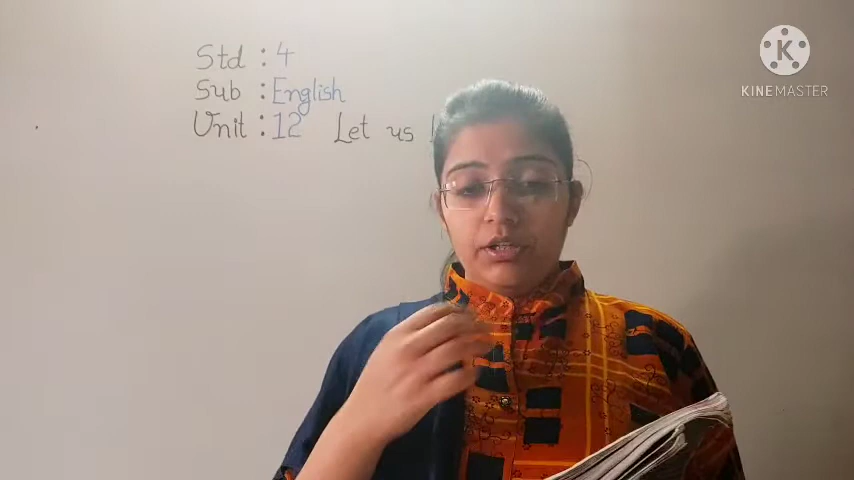 Std : 4
Sub : English
Unit : 12 Let us
K
KINEMASTER